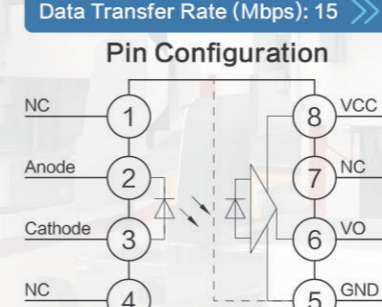 Data Transfer Rate (Mbps): 15
Pin Configuration
NC 1 8 VCC
Anode 2 7 NC
Cathode 3 6 VO
NC 4 5 GND